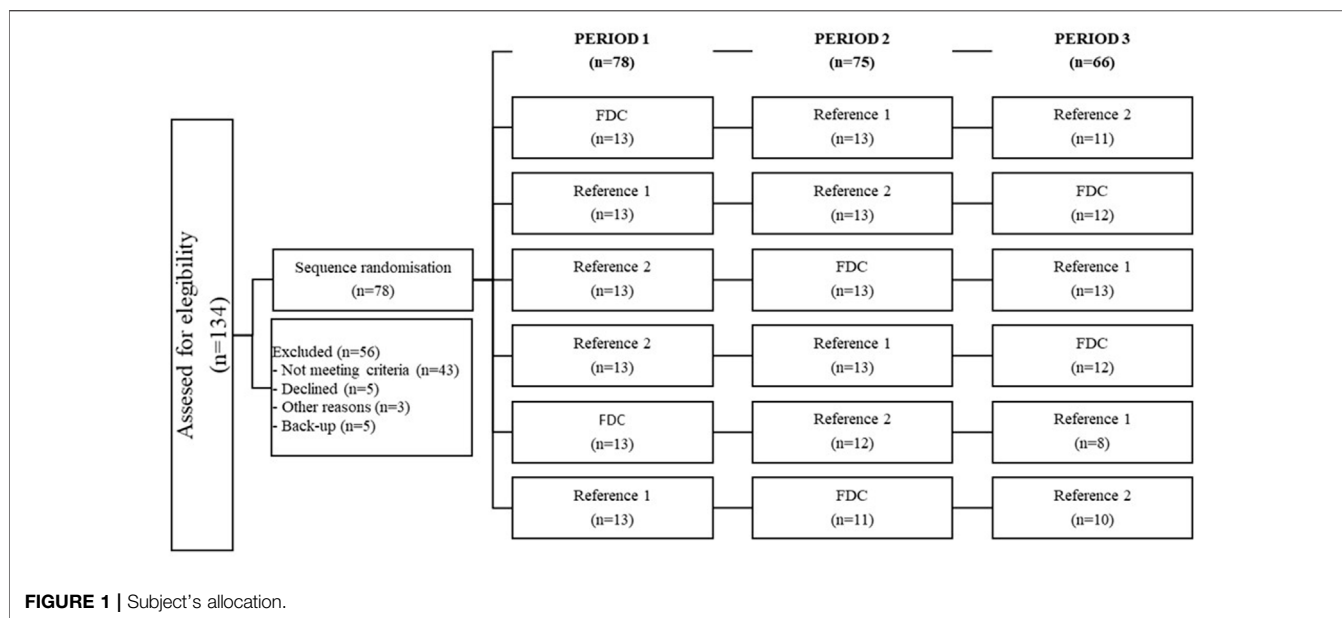 PERIOD 1
(n=78)
PERIOD 2
(n=75)
PERIOD 3
(n=66)
Assesed for elegibility
(n=134)
Sequence randomisation
(n=78)
Excluded (n=56)
- Not meeting criteria (n=43)
- Declined (n=5)
- Other reasons (n=3)
- Back-up (n=5)
FDC
(n=13)
Reference 1
(n=13)
Reference 2
(n=11)
Reference 1
(n=13)
Reference 2
(n=13)
FDC
(n=12)
Reference 2
(n=13)
FDC
(n=13)
Reference 1
(n=13)
Reference 2
(n=13)
Reference 1
(n=13)
FDC
(n=12)
FDC
(n=13)
Reference 2
(n=12)
Reference 1
(n=8)
Reference 1
(n=13)
FDC
(n=11)
Reference 2
(n=10)
FIGURE 1 | Subject's allocation.